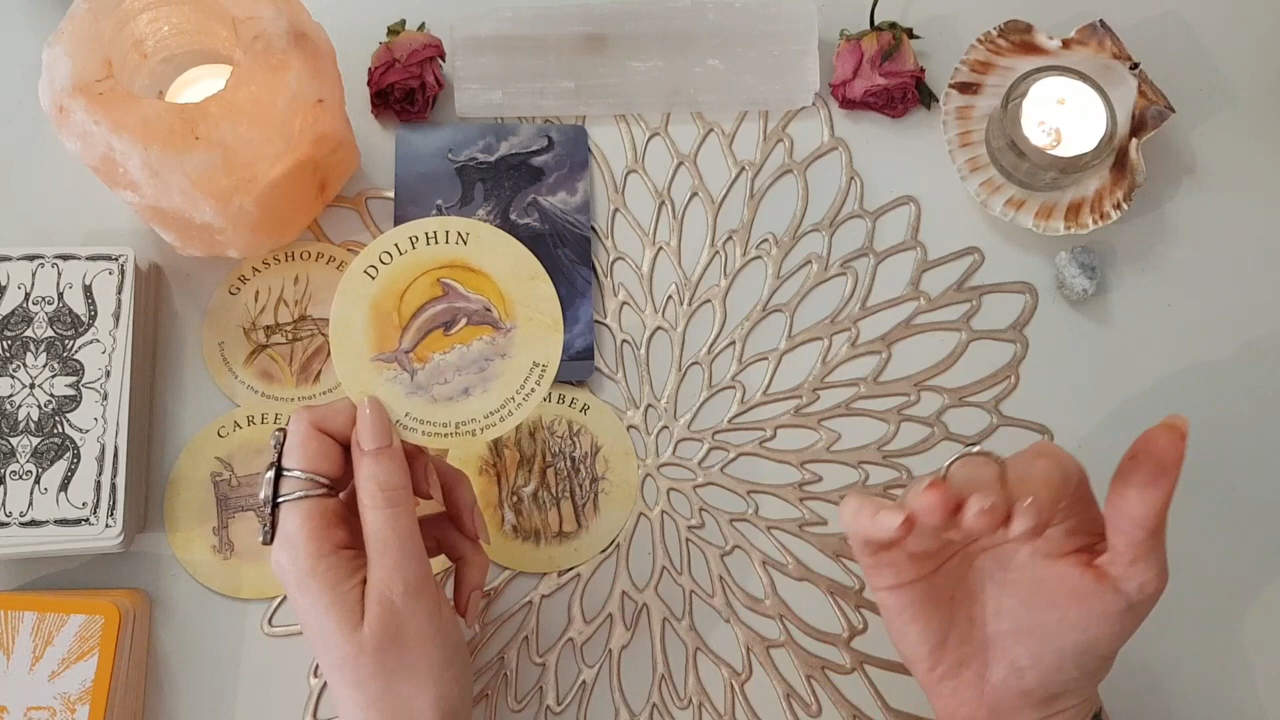 DOLPHIN
Financial gain, usually coming
from something you did in the past.
GRASSHOPPE
Situations in the balance that requi
CAREE
MBER